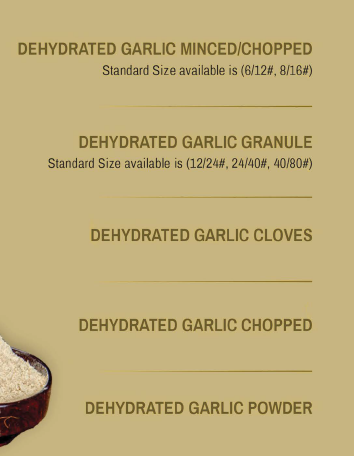 DEHYDRATED GARLIC MINCED/CHOPPED
Standard Size available is (6/12#, 8/16#)
DEHYDRATED GARLIC GRANULE
Standard Size available is (12/24#, 24/40#, 40/80#)
DEHYDRATED GARLIC CLOVES
DEHYDRATED GARLIC CHOPPED
DEHYDRATED GARLIC POWDER